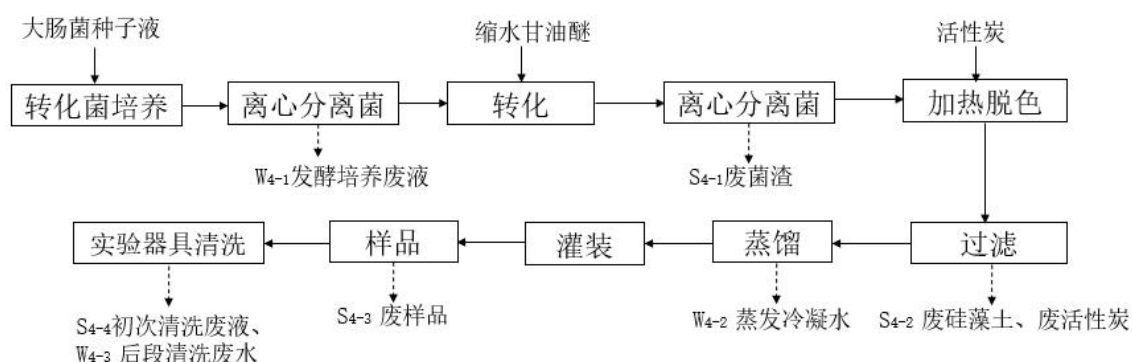 大肠菌种子液
缩水甘油醚
活性炭
转化菌培养
离心分离菌
转化
离心分离菌
加热脱色
W4-1发酵培养废液
S4-1废菌渣
实验器具清洗
样品
灌装
蒸馏
过滤
S4-4初次清洗废液、
W4-3 后段清洗废水
S4-3 废样品
W4-2 蒸发冷凝水
S4-2 废硅藻土、废活性炭